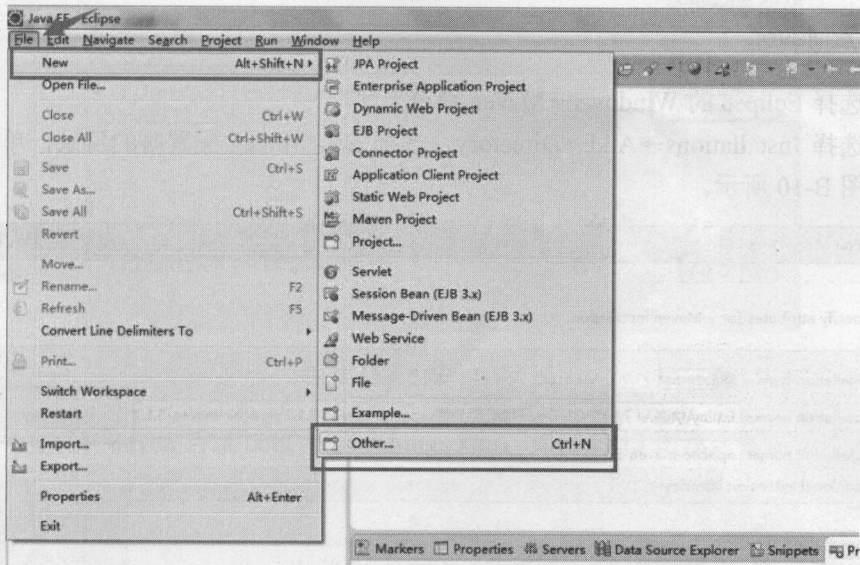 Java EE - Eclipse
File Edit Navigate Search Project Run Window Help
New Alt+Shift+N
Open File...
Close Ctrl+W
Close All Ctrl+Shift+W
Save Ctrl+S
Save As...
Save All Ctrl+Shift+S
Revert
Move...
Rename... F2
Refresh F5
Convert Line Delimiters To
Print... Ctrl+P
Switch Workspace
Restart
Import...
Export...
Properties Alt+Enter
Exit
JPA Project
Enterprise Application Project
Dynamic Web Project
EJB Project
Connector Project
Application Client Project
Static Web Project
Maven Project
Project...
Servlet
Session Bean (EJB 3.x)
Message-Driven Bean (EJB 3.x)
Web Service
Folder
File
Example...
Other... Ctrl+N
Markers Properties Servers Data Source Explorer Snippets Pr